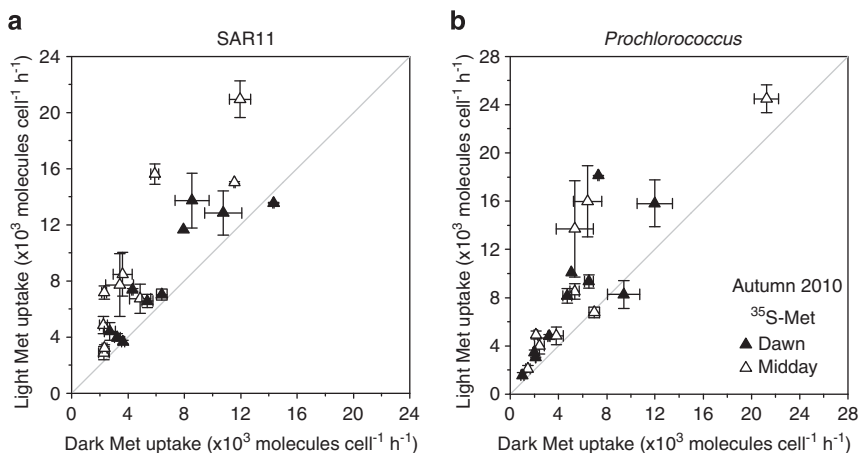 a
SAR11
24
20
16
12
8
4
0
0 4 8 12 16 20 24
Light Met uptake (x10³ molecules cell⁻¹ h⁻¹)
Dark Met uptake (x10³ molecules cell⁻¹ h⁻¹)
b
Prochlorococcus
28
24
20
16
12
8
4
0
0 4 8 12 16 20 24 28
Light Met uptake (x10³ molecules cell⁻¹ h⁻¹)
Dark Met uptake (x10³ molecules cell⁻¹ h⁻¹)
Autumn 2010
³⁵S-Met
Dawn
Midday